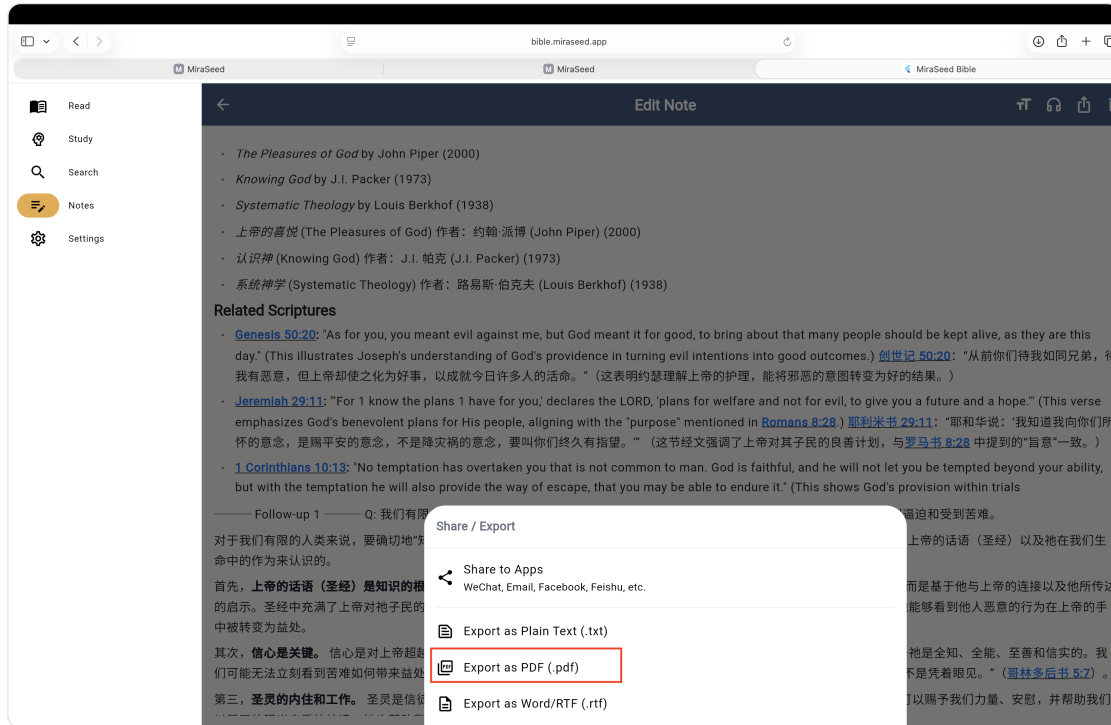 bible.miraseed.app
MiraSeed
MiraSeed
MiraSeed Bible
Read
Study
Search
Notes
Settings
Edit Note
· The Pleasures of God by John Piper (2000)
· Knowing God by J.I. Packer (1973)
· Systematic Theology by Louis Berkhof (1938)
· 上帝的喜悦 (The Pleasures of God) 作者：约翰·派博 (John Piper) (2000)
· 认识神 (Knowing God) 作者：J.I. 帕克 (J.I. Packer) (1973)
· 系统神学 (Systematic Theology) 作者：路易斯·伯克夫 (Louis Berkhof) (1938)
Related Scriptures
· Genesis 50:20: "As for you, you meant evil against me, but God meant it for good, to bring about that many people should be kept alive, as they are this
day." (This illustrates Joseph's understanding of God's providence in turning evil intentions into good outcomes.) 创世记 50:20："从前你们待我如同兄弟，待
我有恶意，但上帝却使之化为好事，以成就今日许多人的活命。"（这表明约瑟理解上帝的护理，能将邪恶的意图转变为好的结果。）
· Jeremiah 29:11: "'For I know the plans I have for you,' declares the LORD, 'plans for welfare and not for evil, to give you a future and a hope.'" (This verse
emphasizes God's benevolent plans for His people, aligning with the "purpose" mentioned in Romans 8:28.) 耶利米书 29:11："耶和华说：'我知道我向你们所
怀的意念，是赐平安的意念，不是降灾祸的意念，要叫你们终久有指望。'"（这节经文强调了上帝对其子民的良善计划，与罗马书 8:28 中提到的"旨意"一致。）
· 1 Corinthians 10:13: "No temptation has overtaken you that is not common to man. God is faithful, and he will not let you be tempted beyond your ability,
but with the temptation he will also provide the way of escape, that you may be able to endure it." (This shows God's provision within trials
——— Follow-up 1 ——— Q: 我们有限 逼迫和受到苦难。
对于我们有限的人类来说，要确切地"知 上帝的话语（圣经）以及祂在我们生
命中的作为来认识的。
首先，上帝的话语（圣经）是知识的根 而是基于他与上帝的连接以及他所传达
的启示。圣经中充满了上帝对祂子民的 能够看到他人恶意的行为在上帝的手
中被转变为益处。
其次，信心是关键。 信心是对上帝超越 祂是全知、全能、至善和信实的。我
们可能无法立刻看到苦难如何带来益处 不是凭着眼见。"（哥林多后书 5:7）。
第三，圣灵的内住和工作。 圣灵是信徒 可以赐予我们力量、安慰，并帮助我们
Share / Export
Share to Apps
WeChat, Email, Facebook, Feishu, etc.
Export as Plain Text (.txt)
Export as PDF (.pdf)
Export as Word/RTF (.rtf)